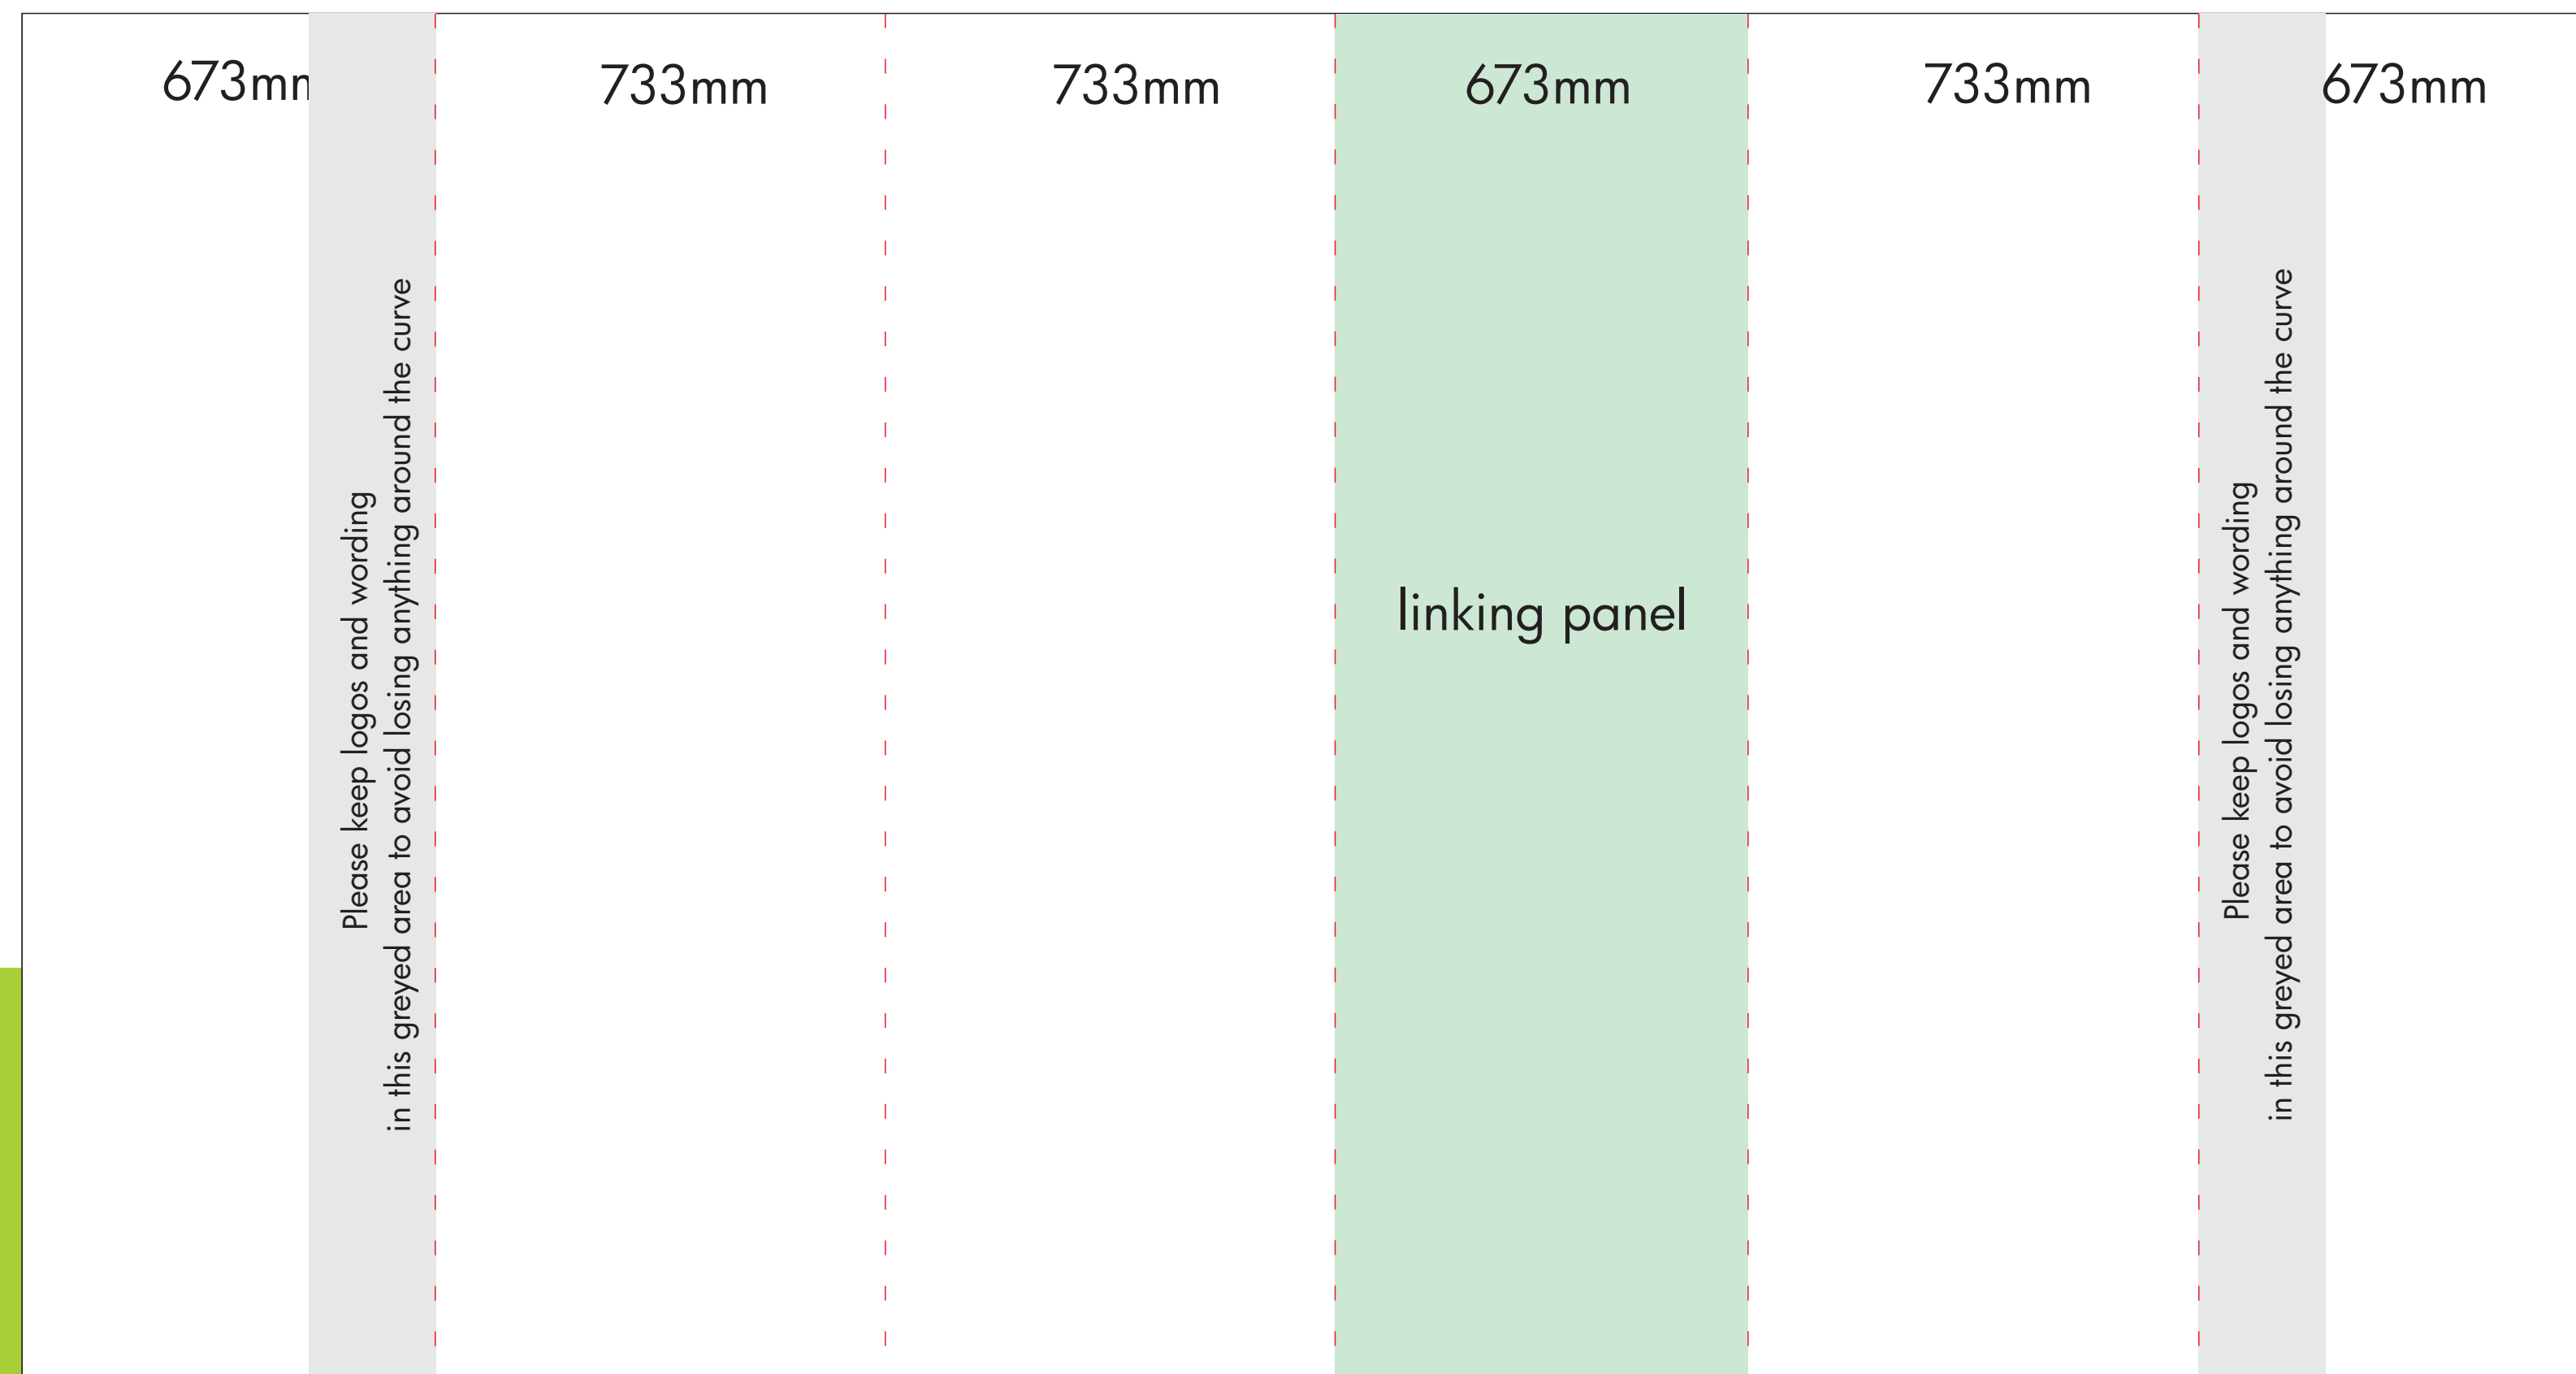 673mm
733mm
733mm
673mm
733mm
673mm
Please keep logos and wording
in this greyed area to avoid losing anything around the curve
linking panel
Please keep logos and wording
in this greyed area to avoid losing anything around the curve